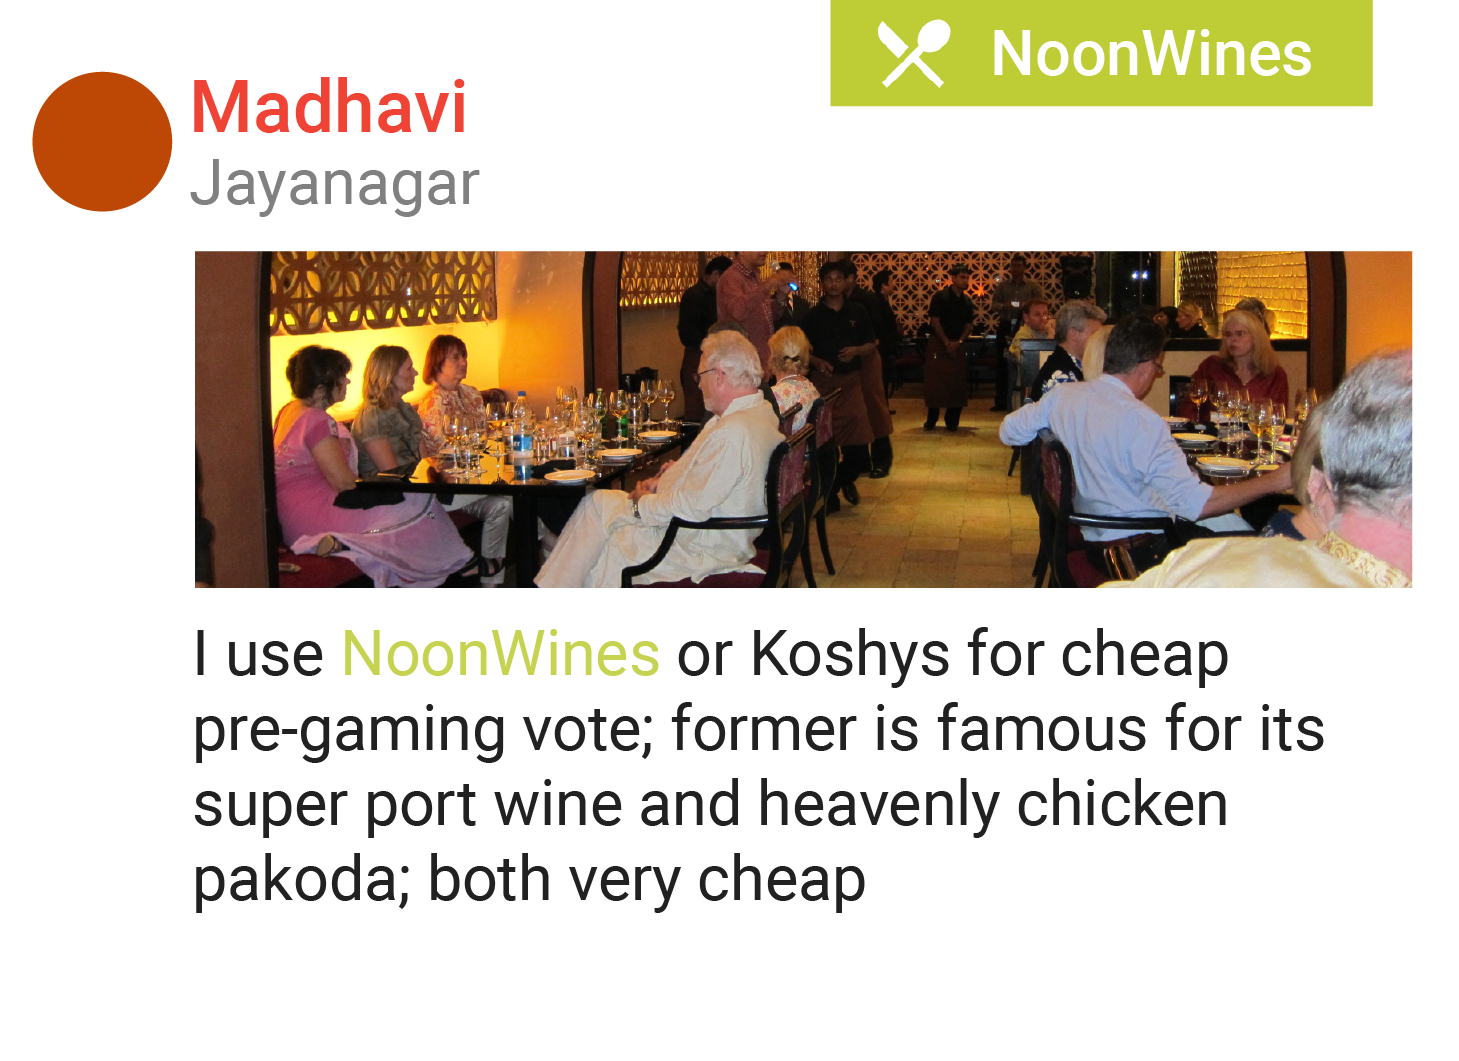 NoonWines
Madhavi
Jayanagar
I use NoonWines or Koshys for cheap
pre-gaming vote; former is famous for its
super port wine and heavenly chicken
pakoda; both very cheap